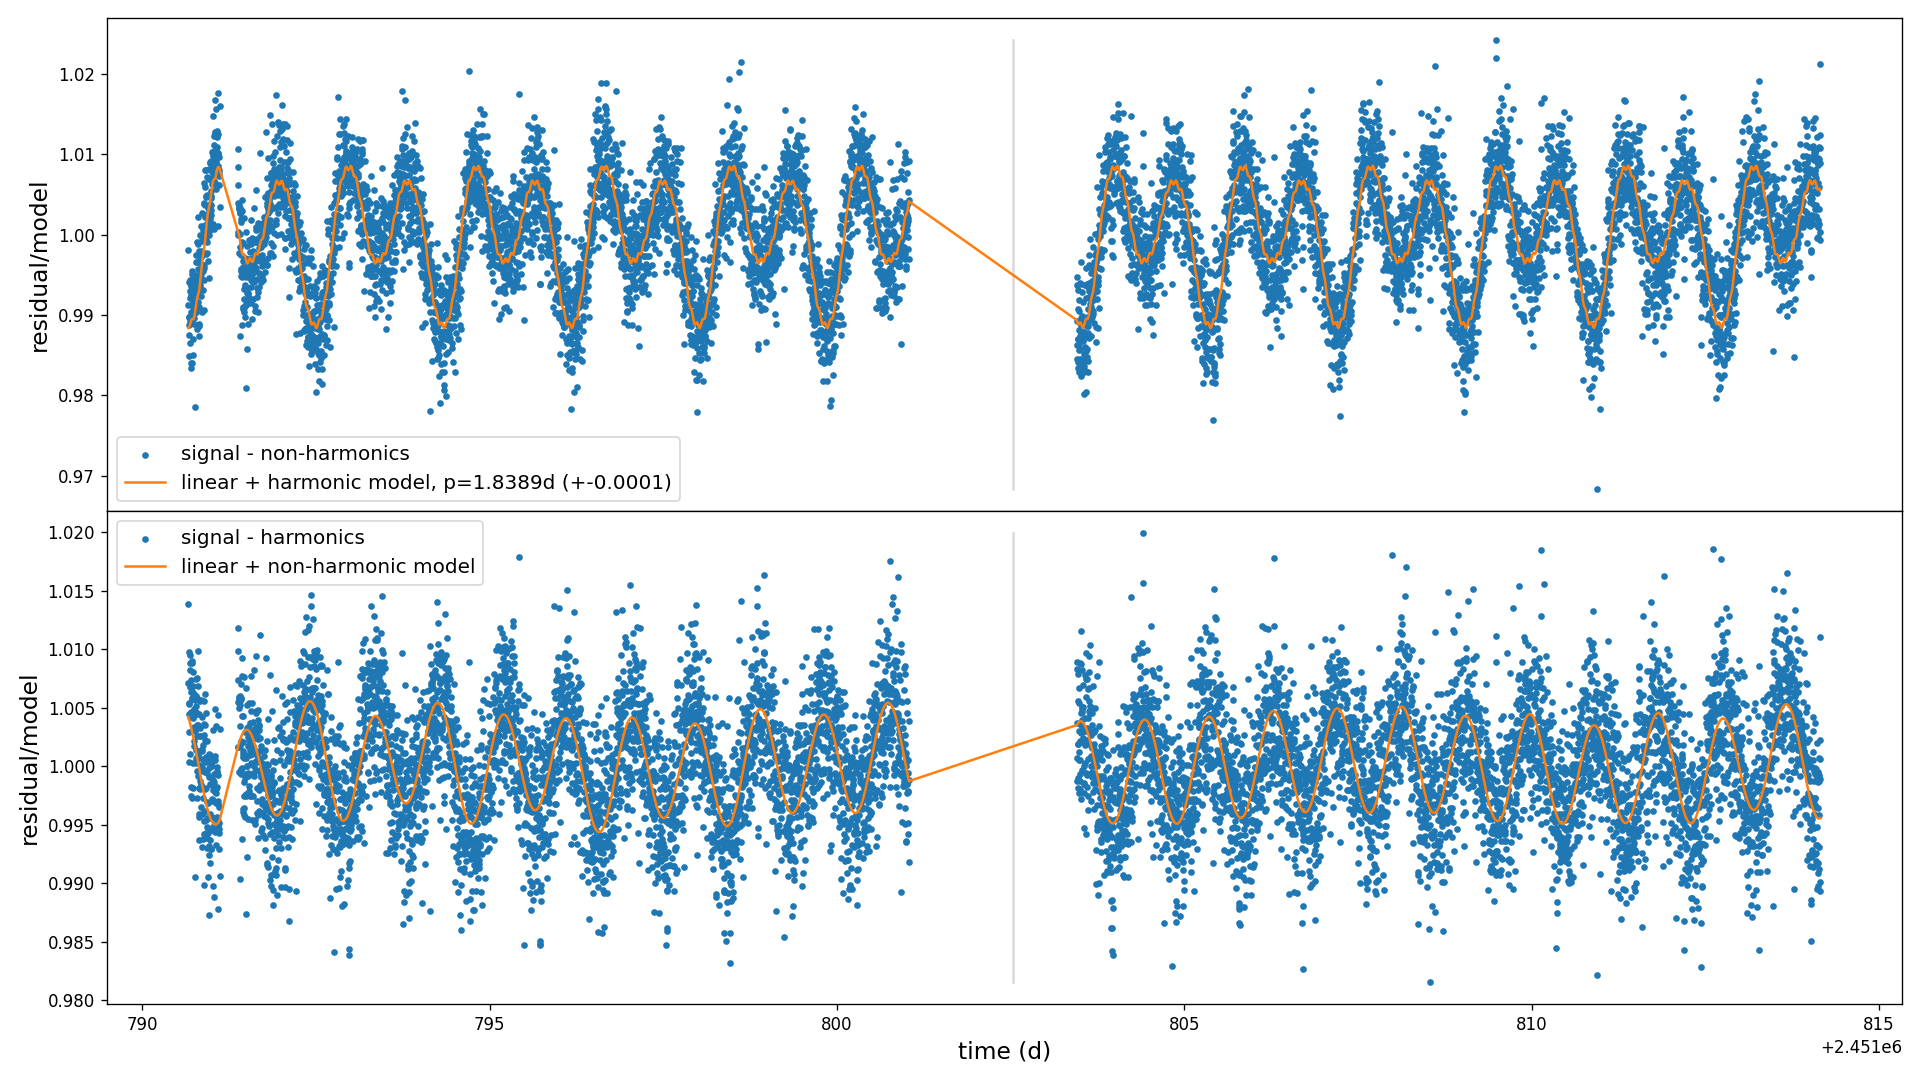 1.02
1.01
1.00
0.99
0.98
0.97
residual/model
signal - non-harmonics
linear + harmonic model, p=1.8389d (+-0.0001)
1.020
1.015
1.010
1.005
1.000
0.995
0.990
0.985
0.980
residual/model
signal - harmonics
linear + non-harmonic model
790 795 800 805 810 815
+2.451e6
time (d)